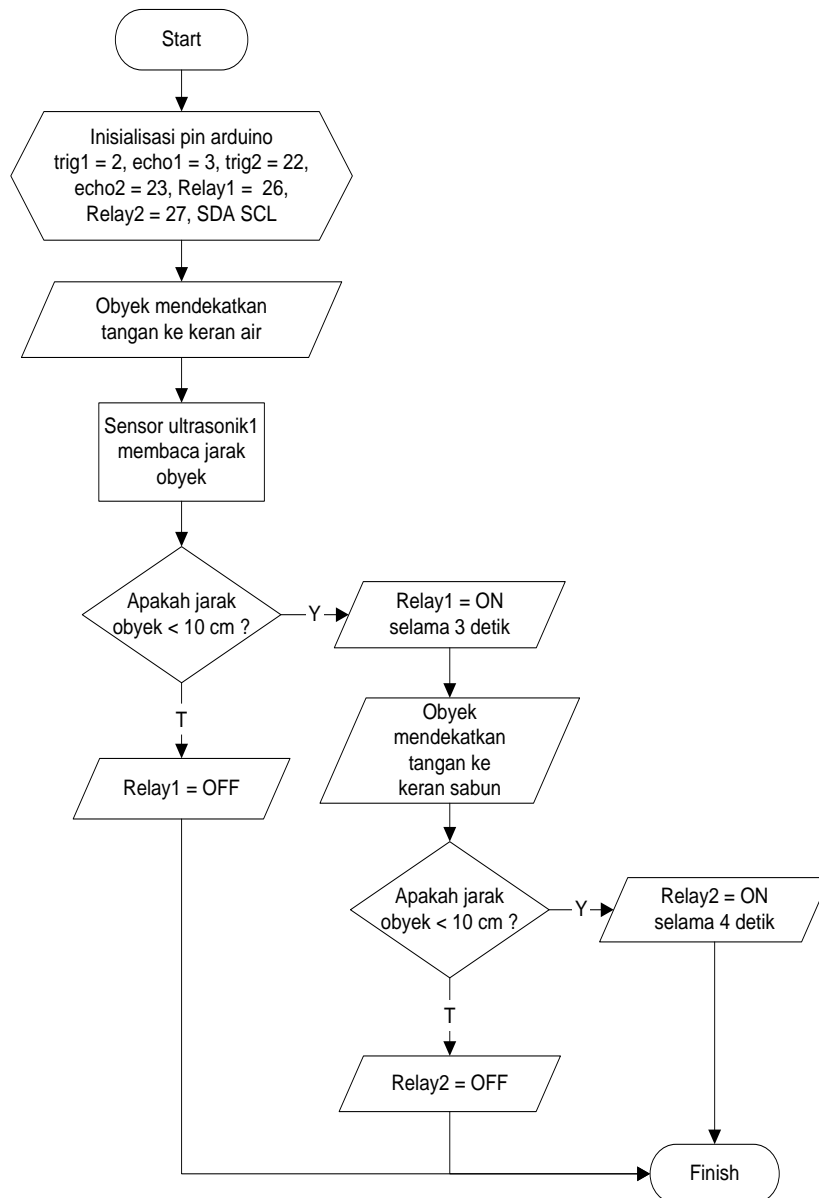 Start
Inisialisasi pin arduino
trig1 = 2, echo1 = 3, trig2 = 22,
echo2 = 23, Relay1 = 26,
Relay2 = 27, SDA SCL
Obyek mendekatkan
tangan ke keran air
Sensor ultrasonik1
membaca jarak
obyek
Apakah jarak
obyek < 10 cm ?
Y
Relay1 = ON
selama 3 detik
T
Relay1 = OFF
Obyek
mendekatkan
tangan ke
keran sabun
Apakah jarak
obyek < 10 cm ?
Y
Relay2 = ON
selama 4 detik
T
Relay2 = OFF
Finish